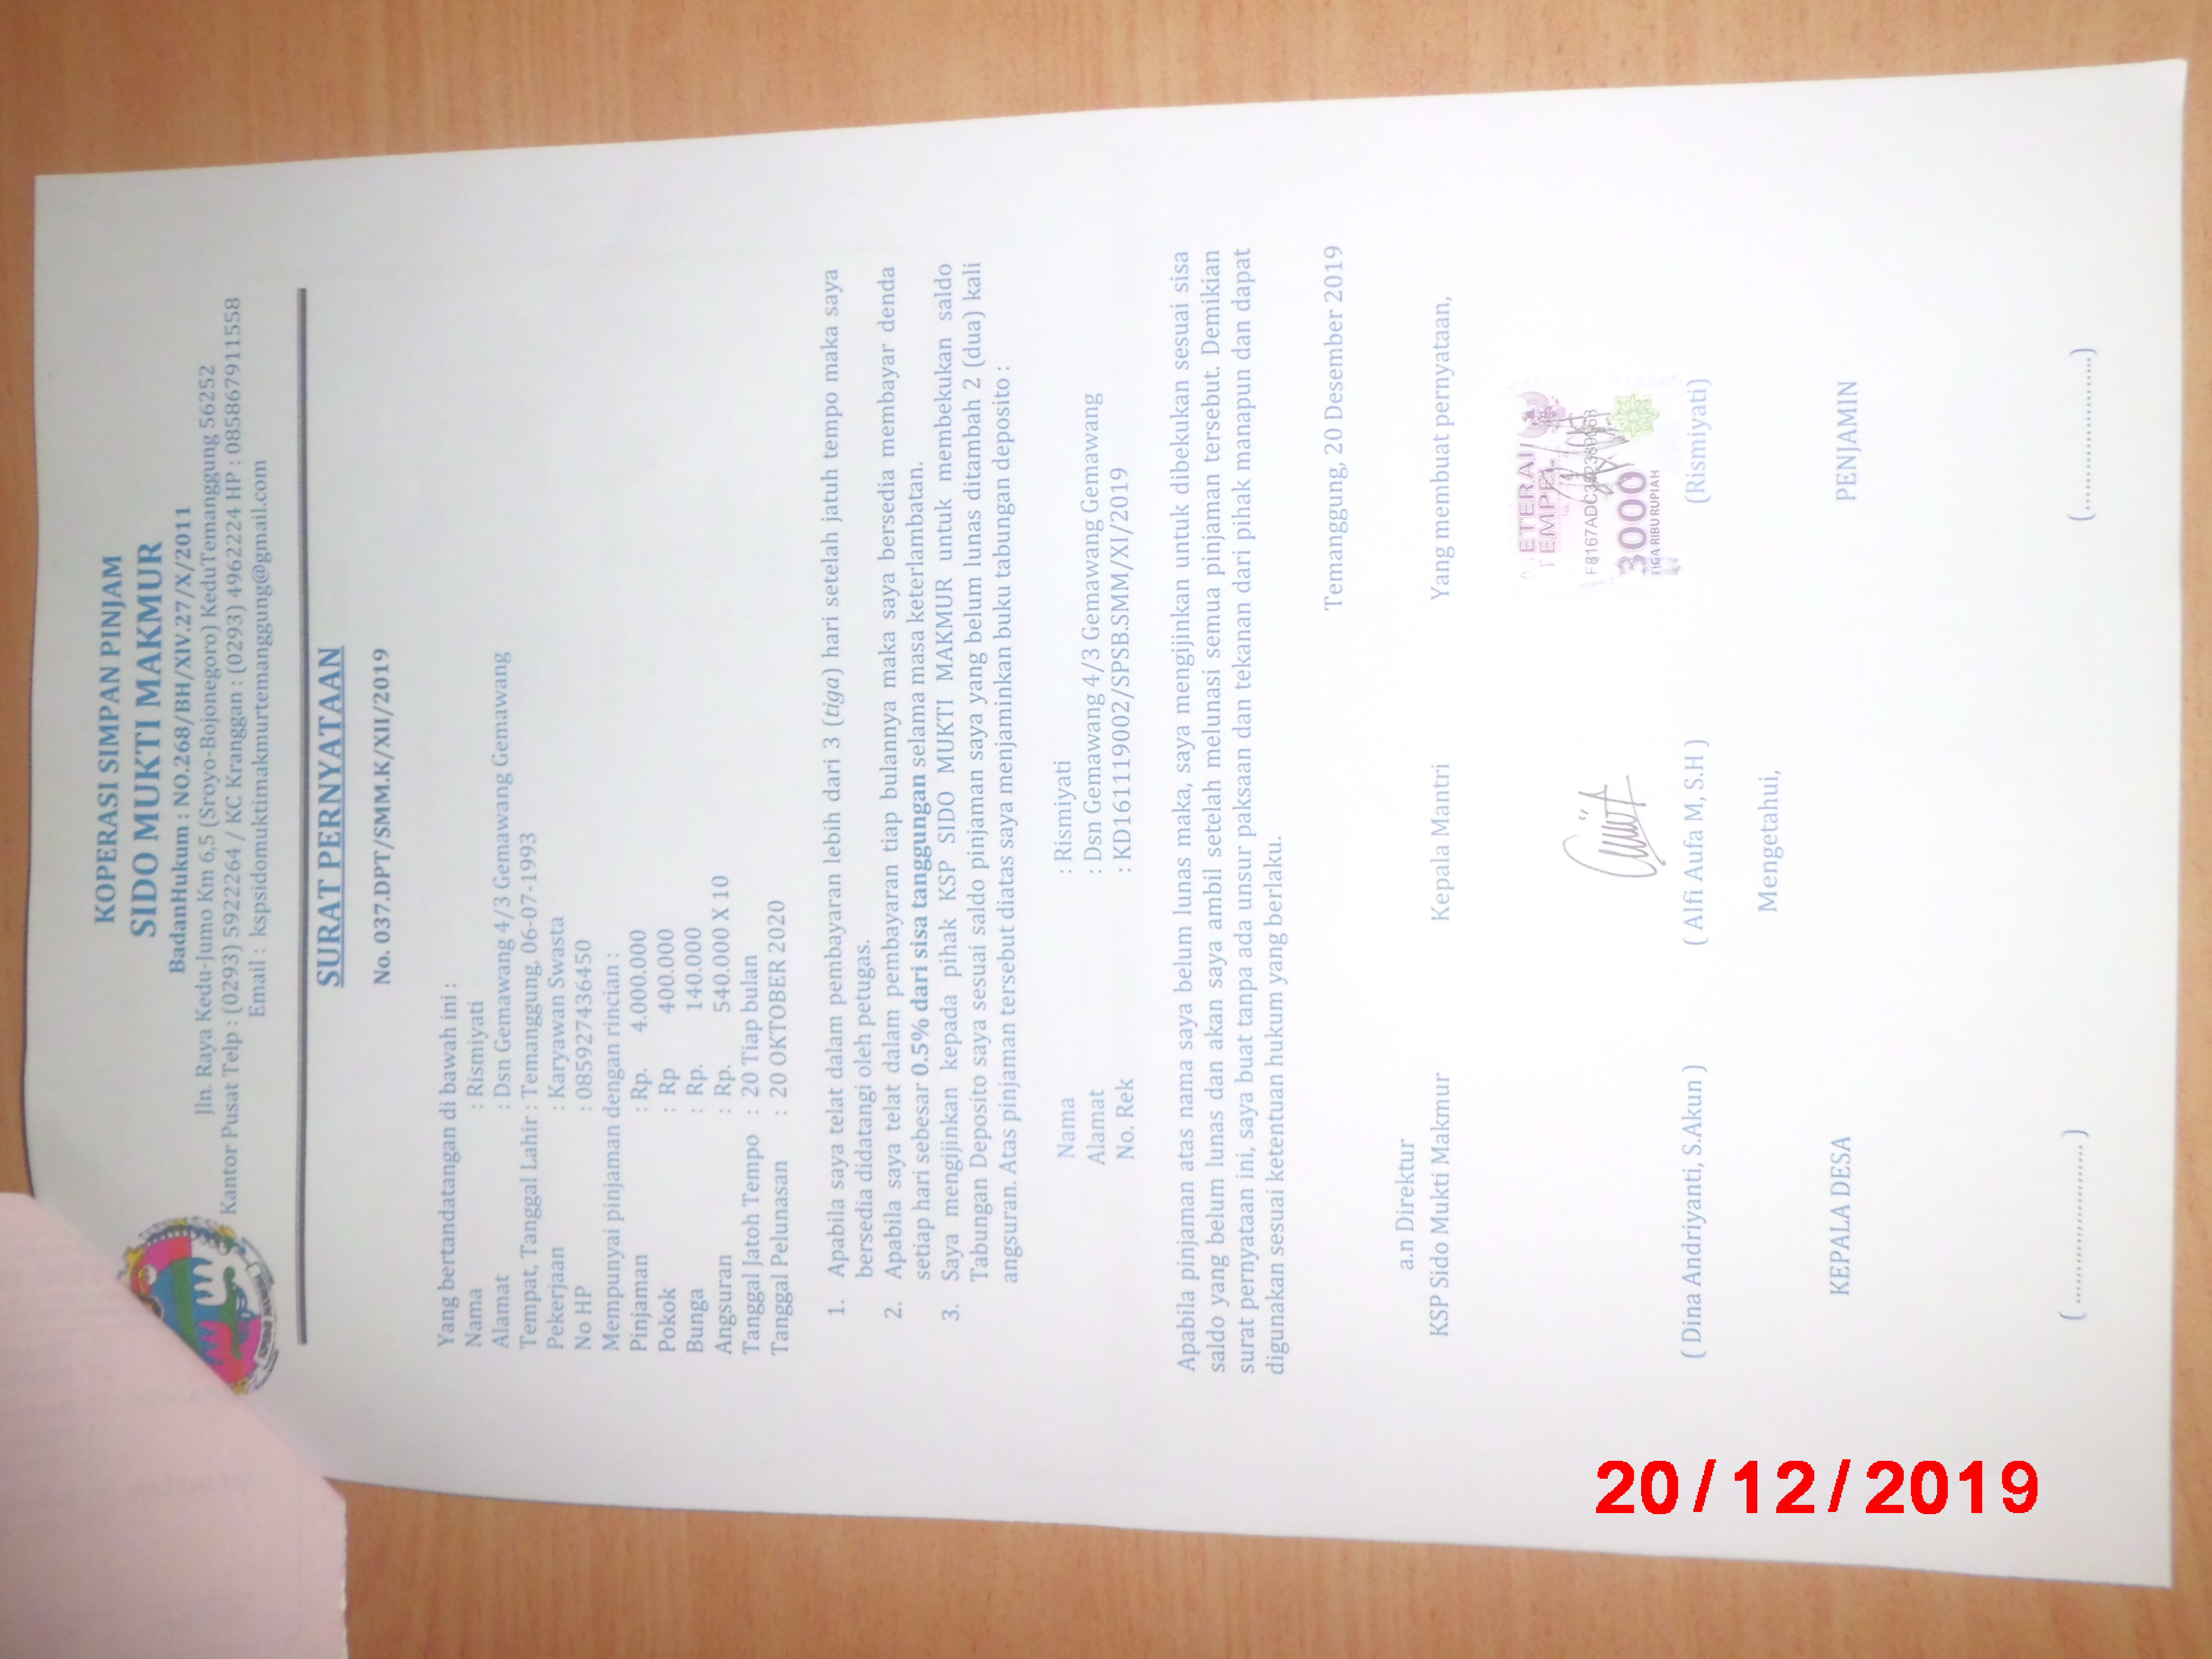 KOPERASI SIMPAN PINJAM
SIDO MUKTI MAKMUR
BadanHukum : NO.268/BH/XIV.27/X/2011
Jln. Raya Kedu-Jumo Km 6,5 (Sroyo-Bojonegoro) KeduTemanggung 56252
Kantor Pusat Telp : (0293) 5922264 / KC Kranggan : (0293) 4962224 HP : 085867911558
Email : kspsidomuktimakmurtemanggung@gmail.com
SURAT PERNYATAAN
No. 037.DPT/SMM.K/XII/2019
Yang bertandatangan di bawah ini :
Nama : Rismiyati
Alamat : Dsn Gemawang 4/3 Gemawang Gemawang
Tempat, Tanggal Lahir : Temanggung, 06-07-1993
Pekerjaan : Karyawan Swasta
No HP : 085927436450
Mempunyai pinjaman dengan rincian :
Pinjaman : Rp. 4.000.000
Pokok : Rp 400.000
Bunga : Rp. 140.000
Angsuran : Rp. 540.000 X 10
Tanggal Jatoh Tempo : 20 Tiap bulan
Tanggal Pelunasan : 20 OKTOBER 2020
1. Apabila saya telat dalam pembayaran lebih dari 3 (tiga) hari setelah jatuh tempo maka saya
bersedia didatangi oleh petugas.
2. Apabila saya telat dalam pembayaran tiap bulannya maka saya bersedia membayar denda
setiap hari sebesar 0.5% dari sisa tanggungan selama masa keterlambatan.
3. Saya mengijinkan kepada pihak KSP SIDO MUKTI MAKMUR untuk membekukan saldo
Tabungan Deposito saya sesuai saldo pinjaman saya yang belum lunas ditambah 2 (dua) kali
angsuran. Atas pinjaman tersebut diatas saya menjaminkan buku tabungan deposito :
Nama : Rismiyati
Alamat : Dsn Gemawang 4/3 Gemawang Gemawang
No. Rek : KD161119002/SPSB.SMM/XI/2019
Apabila pinjaman atas nama saya belum lunas maka, saya mengijinkan untuk dibekukan sesuai sisa
saldo yang belum lunas dan akan saya ambil setelah melunasi semua pinjaman tersebut. Demikian
surat pernyataan ini, saya buat tanpa ada unsur paksaan dan tekanan dari pihak manapun dan dapat
digunakan sesuai ketentuan hukum yang berlaku.
Temanggung, 20 Desember 2019
a.n Direktur
KSP Sido Mukti Makmur Kepala Mantri Yang membuat pernyataan,
METERAI
TEMPEL
3000
TIGA RIBU RUPIAH
( Dina Andriyanti, S.Akun ) ( Alfi Aufa M, S.H ) (Rismiyati)
Mengetahui,
KEPALA DESA PENJAMIN
( ........................ ) (........................)
20/12/2019